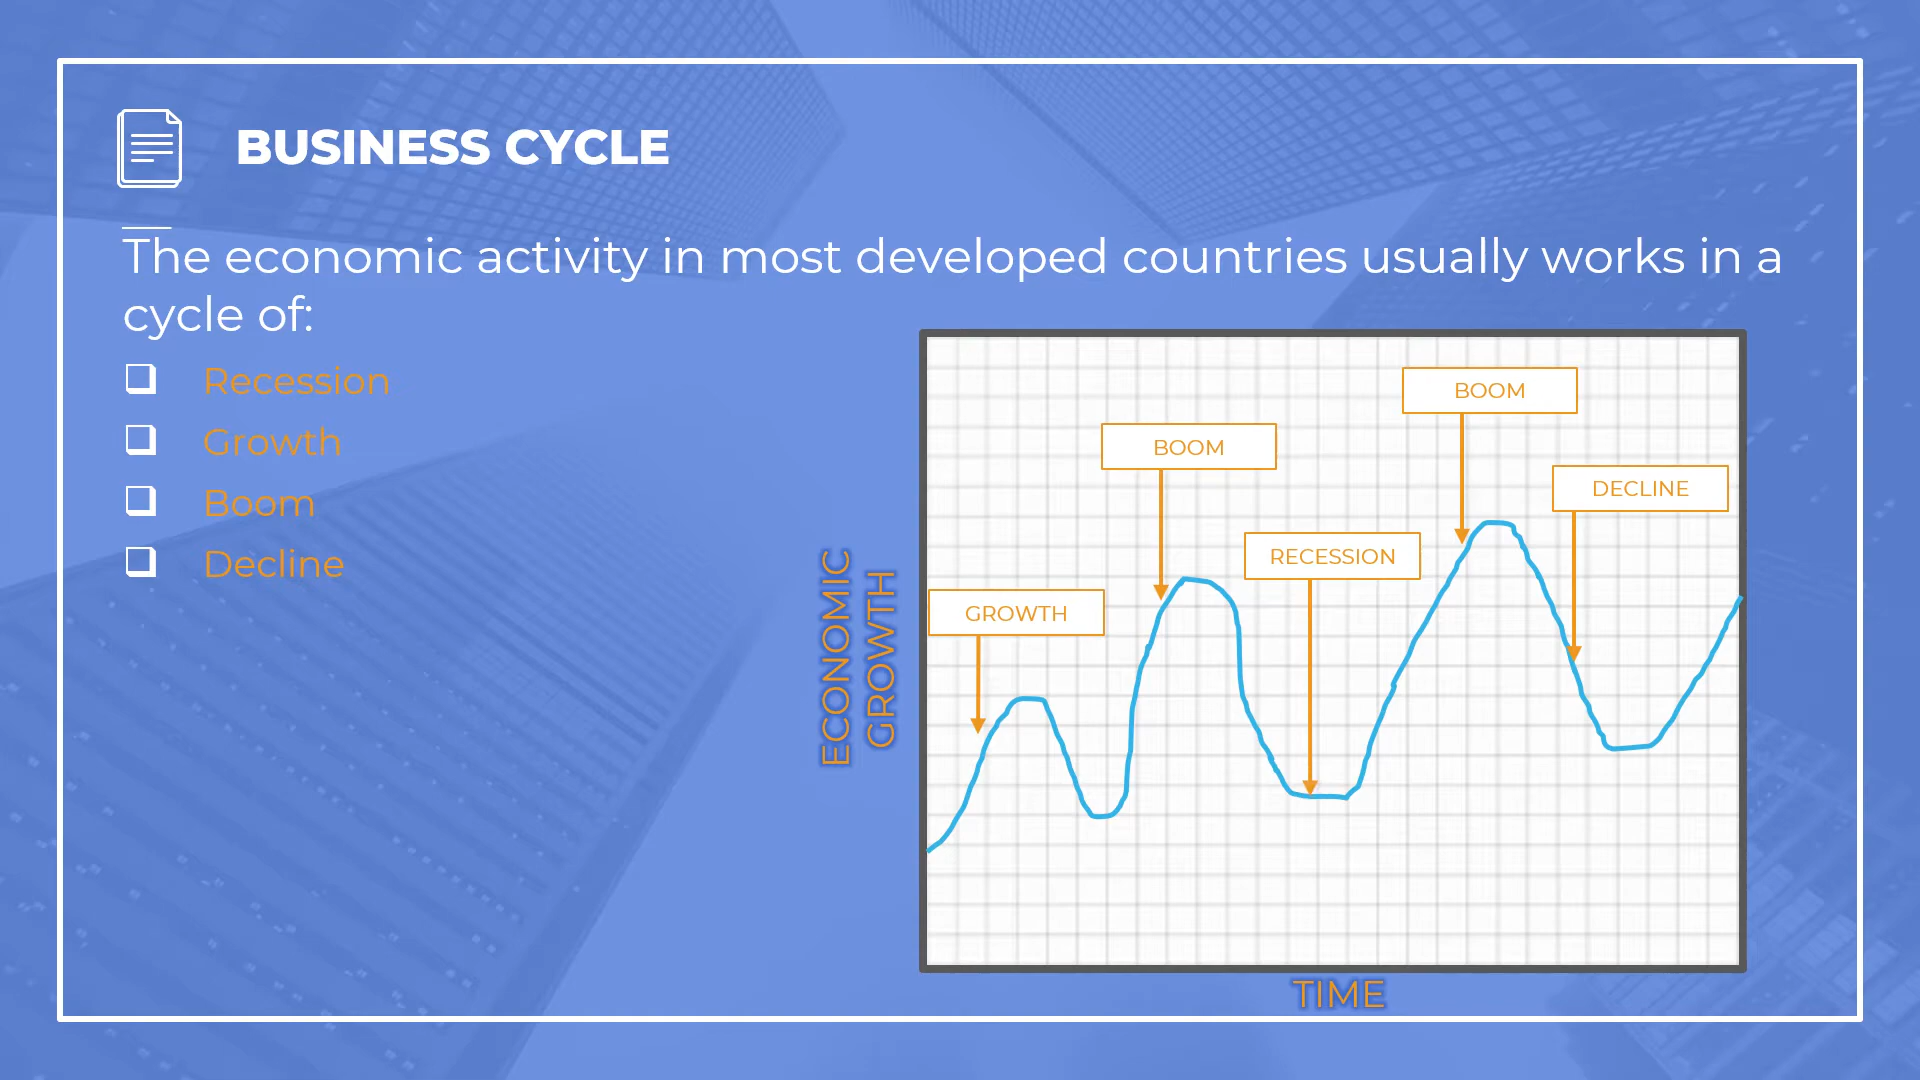 BUSINESS CYCLE
The economic activity in most developed countries usually works in a
cycle of:
Recession
Growth
Boom
Decline
ECONOMIC
GROWTH
BOOM
BOOM
DECLINE
RECESSION
GROWTH
TIME